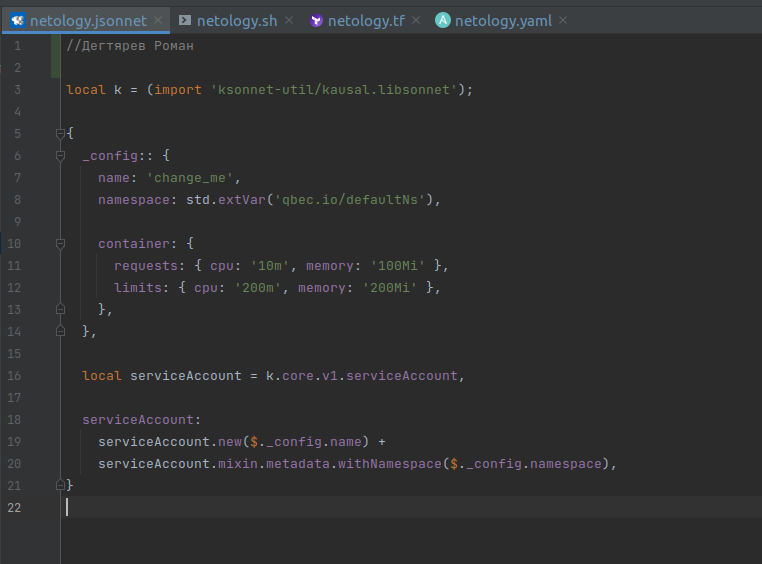 netology.jsonnet × netology.sh × netology.tf × A netology.yaml ×
1 //Дегтярев Роман
2
3 local k = (import 'ksonnet-util/kausal.libsonnet');
4
5 {
6   _config:: {
7     name: 'change_me',
8     namespace: std.extVar('qbec.io/defaultNs'),
9
10     container: {
11       requests: { cpu: '10m', memory: '100Mi' },
12       limits: { cpu: '200m', memory: '200Mi' },
13     },
14   },
15
16   local serviceAccount = k.core.v1.serviceAccount,
17
18   serviceAccount:
19     serviceAccount.new($._config.name) +
20     serviceAccount.mixin.metadata.withNamespace($._config.namespace),
21 }
22